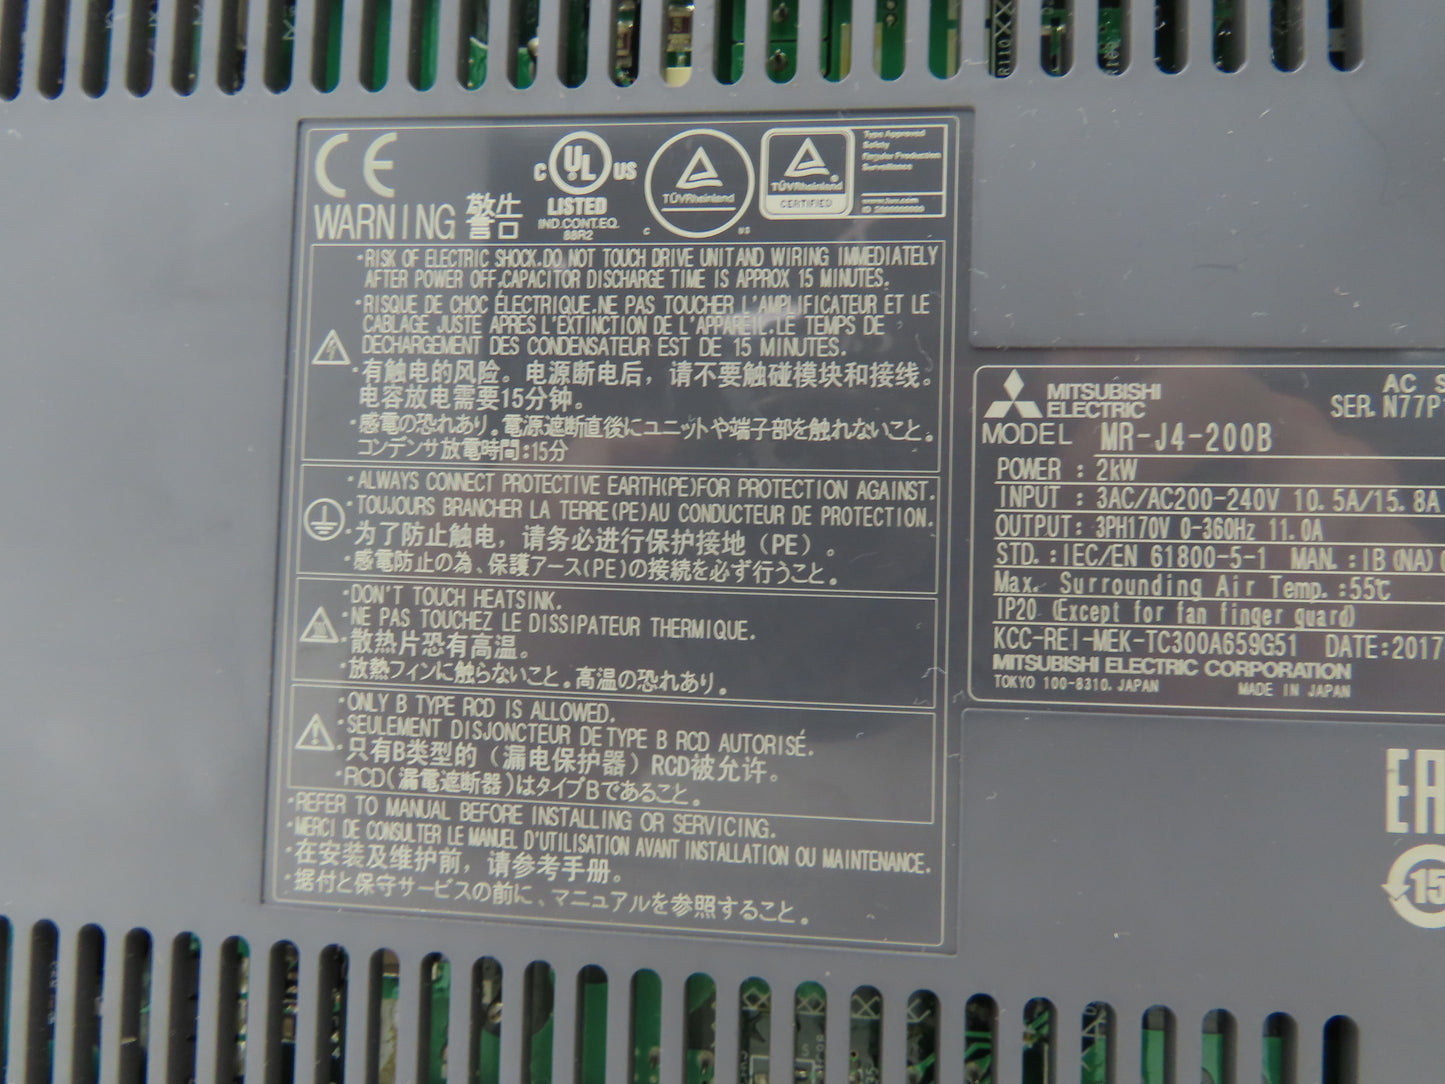 CE
WARNING 警告
C UL US
LISTED
IND.CONT.EQ.
88R2
TÜVRheinland
C US
TÜVRheinland
CERTIFIED
Type Approved
Safety
Regular Production
Surveillance
www.tuv.com
・RISK OF ELECTRIC SHOCK.DO NOT TOUCH DRIVE UNIT AND WIRING IMMEDIATELY
AFTER POWER OFF.CAPACITOR DISCHARGE TIME IS APPROX 15 MINUTES.
・RISQUE DE CHOC ÉLECTRIQUE.NE PAS TOUCHER L'AMPLIFICATEUR ET LE
CABLAGE JUSTE APRES L'EXTINCTION DE L'APPAREIL.LE TEMPS DE
DECHARGEMENT DES CONDENSATEUR EST DE 15 MINUTES.
・有触电的风险。电源断电后，请不要触碰模块和接线。
电容放电需要15分钟。
・感電の恐れあり。電源遮断直後にユニットや端子部を触れないこと。
コンデンサ放電時間:15分
・ALWAYS CONNECT PROTECTIVE EARTH(PE)FOR PROTECTION AGAINST.
・TOUJOURS BRANCHER LA TERRE(PE)AU CONDUCTEUR DE PROTECTION.
・为了防止触电，请务必进行保护接地（PE）。
・感電防止の為、保護アース(PE)の接続を必ず行うこと。
・DON'T TOUCH HEATSINK.
・NE PAS TOUCHEZ LE DISSIPATEUR THERMIQUE.
・散热片恐有高温。
・放熱フィンに触らないこと。高温の恐れあり。
・ONLY B TYPE RCD IS ALLOWED.
・SEULEMENT DISJONCTEUR DE TYPE B RCD AUTORISÉ.
・只有B类型的（漏电保护器）RCD被允许。
・RCD(漏電遮断器)はタイプBであること。
・REFER TO MANUAL BEFORE INSTALLING OR SERVICING.
・MERCI DE CONSULTER LE MANUEL D'UTILISATION AVANT INSTALLATION OU MAINTENANCE.
・在安装及维护前，请参考手册。
・据付と保守サービスの前に、マニュアルを参照すること。
MITSUBISHI
ELECTRIC
AC S
SER. N77P
MODEL MR-J4-200B
POWER : 2kW
INPUT : 3AC/AC200-240V 10.5A/15.8A
OUTPUT: 3PH170V 0-360Hz 11.0A
STD. : IEC/EN 61800-5-1 MAN. : IB (NA)
Max. Surrounding Air Temp. : 55℃
IP20 (Except for fan finger guard)
KCC-REI-MEK-TC300A659G51 DATE:2017
MITSUBISHI ELECTRIC CORPORATION
TOKYO 100-8310, JAPAN MADE IN JAPAN
15
R110